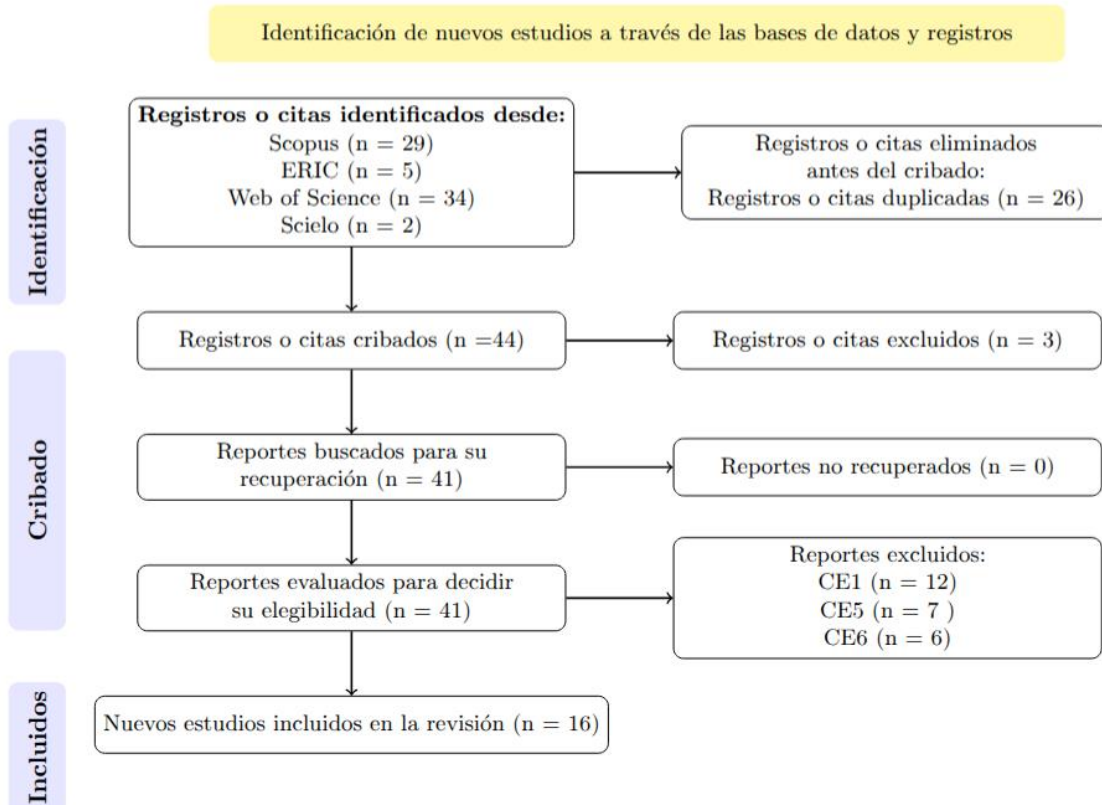 Identificación de nuevos estudios a través de las bases de datos y registros
Identificación
Registros o citas identificados desde:
Scopus (n = 29)
ERIC (n = 5)
Web of Science (n = 34)
Scielo (n = 2)
Registros o citas eliminados
antes del cribado:
Registros o citas duplicadas (n = 26)
Cribado
Registros o citas cribados (n =44)
Registros o citas excluidos (n = 3)
Reportes buscados para su
recuperación (n = 41)
Reportes no recuperados (n = 0)
Reportes evaluados para decidir
su elegibilidad (n = 41)
Reportes excluidos:
CE1 (n = 12)
CE5 (n = 7 )
CE6 (n = 6)
Incluidos
Nuevos estudios incluidos en la revisión (n = 16)